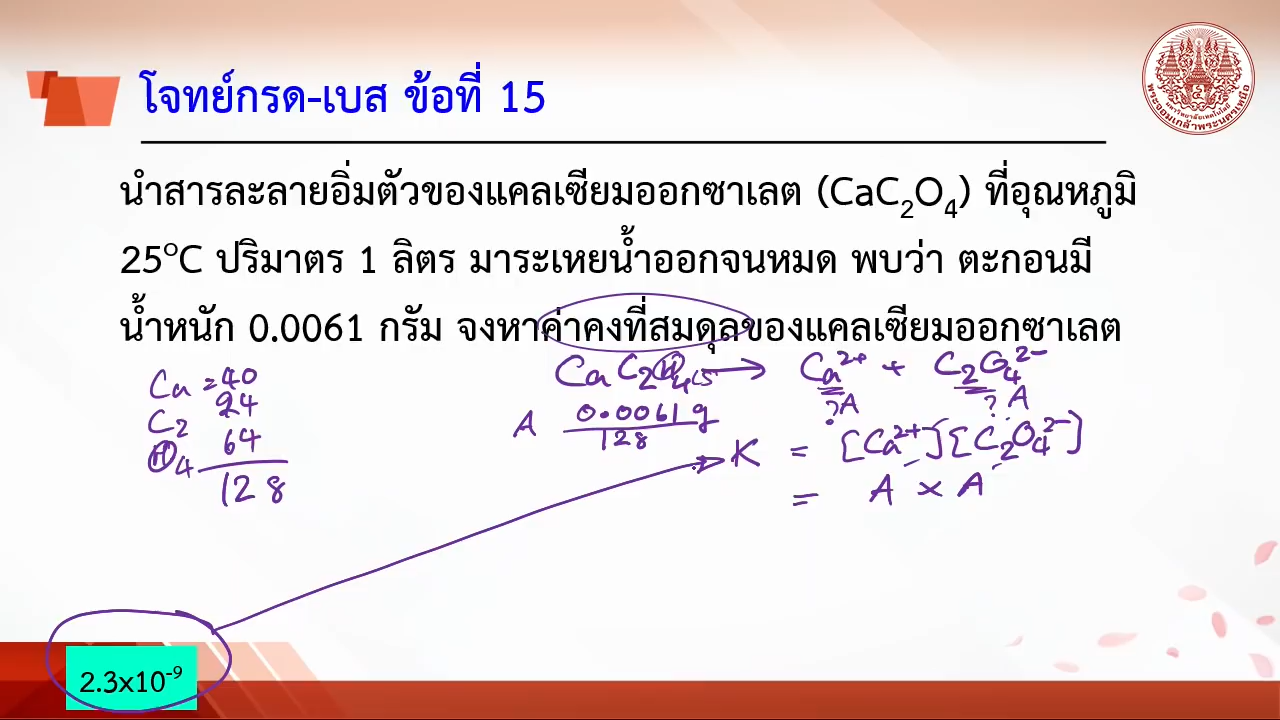 โจทย์กรด-เบส ข้อที่ 15
นำสารละลายอิ่มตัวของแคลเซียมออกซาเลต (CaC₂O₄) ที่อุณหภูมิ
25°C ปริมาตร 1 ลิตร มาระเหยน้ำออกจนหมด พบว่า ตะกอนมี
น้ำหนัก 0.0061 กรัม จงหาค่าคงที่สมดุลของแคลเซียมออกซาเลต
Ca = 40
C₂ 24
O₄ 64
128
CaC₂O₄(s) → Ca²⁺ + C₂O₄²⁻
?A ?A
A 0.0061 g
128
K = [Ca²⁺][C₂O₄²⁻]
= A × A
2.3x10⁻⁹